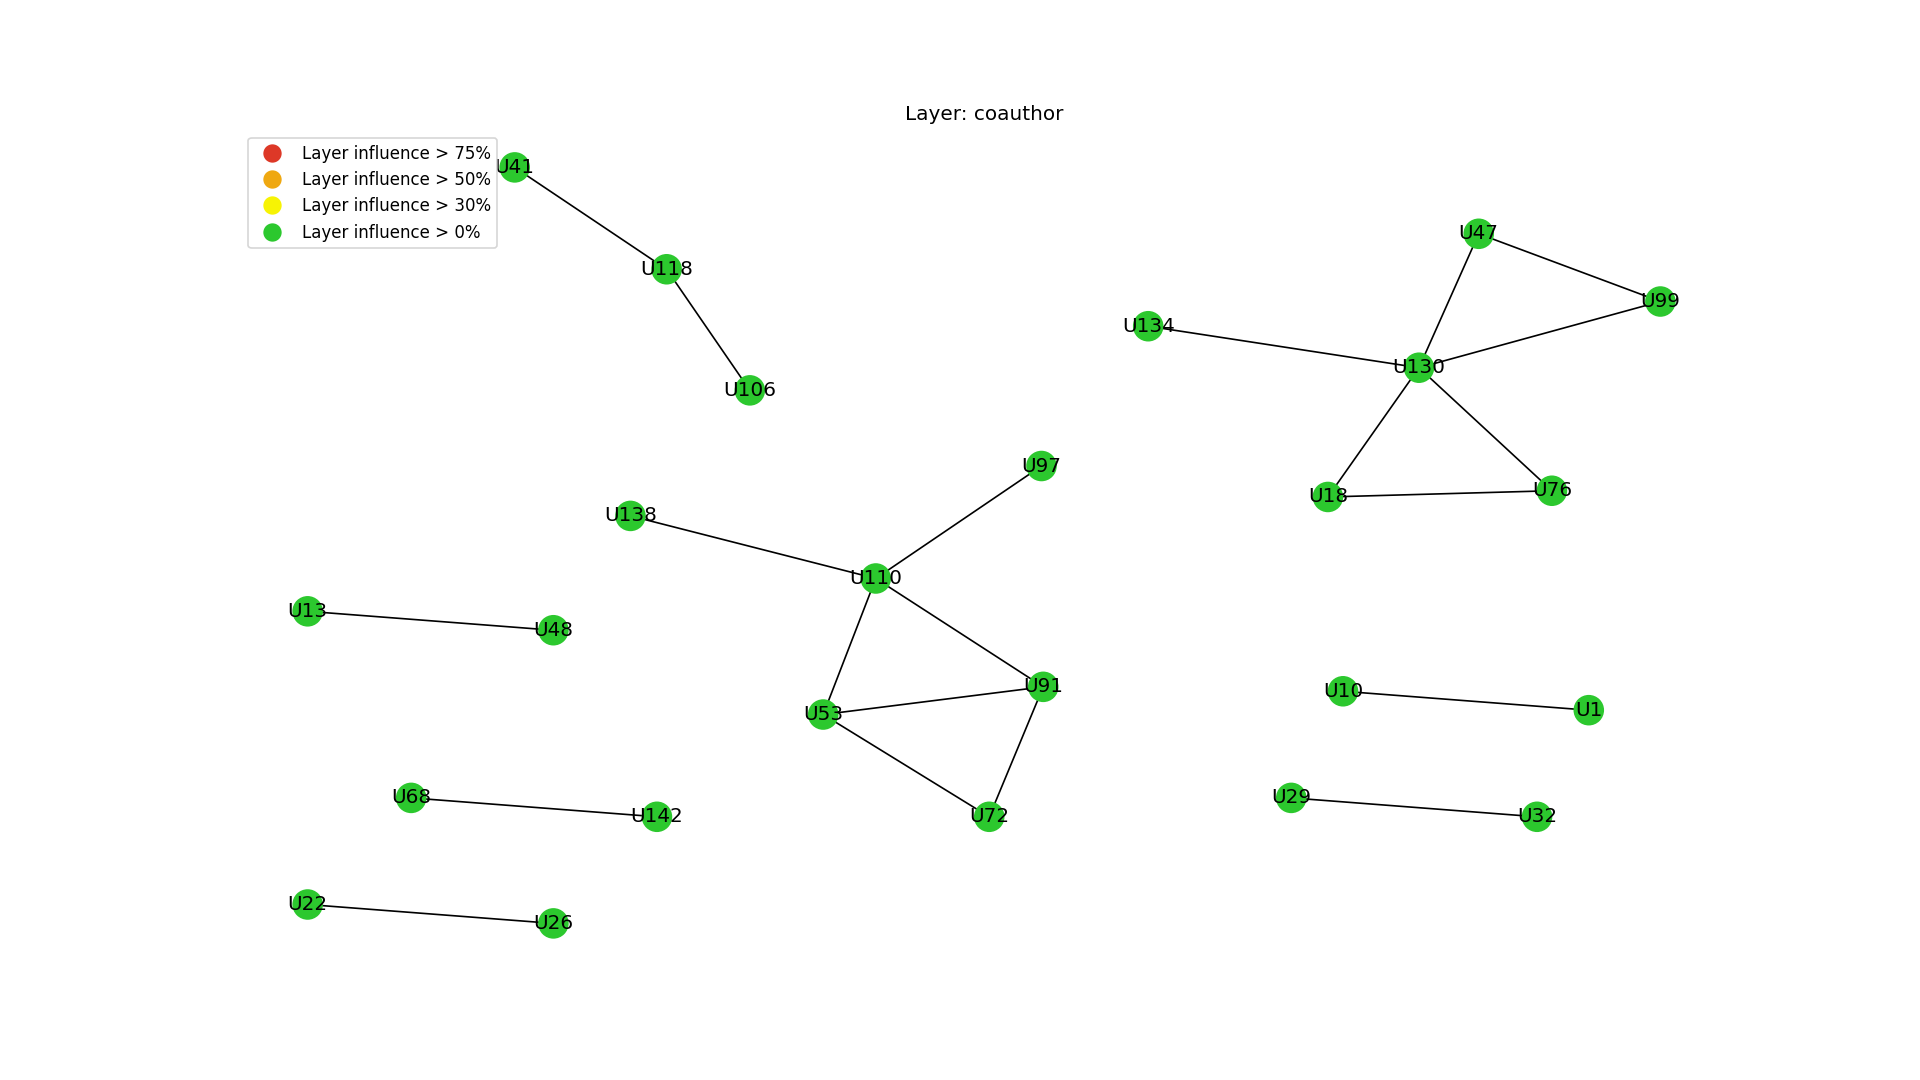 Layer: coauthor
Layer influence > 75%
Layer influence > 50%
Layer influence > 30%
Layer influence > 0%
U41
U118
U106
U47
U99
U134
U130
U18
U76
U97
U138
U110
U13
U48
U91
U53
U72
U10
U1
U68
U142
U29
U32
U22
U26